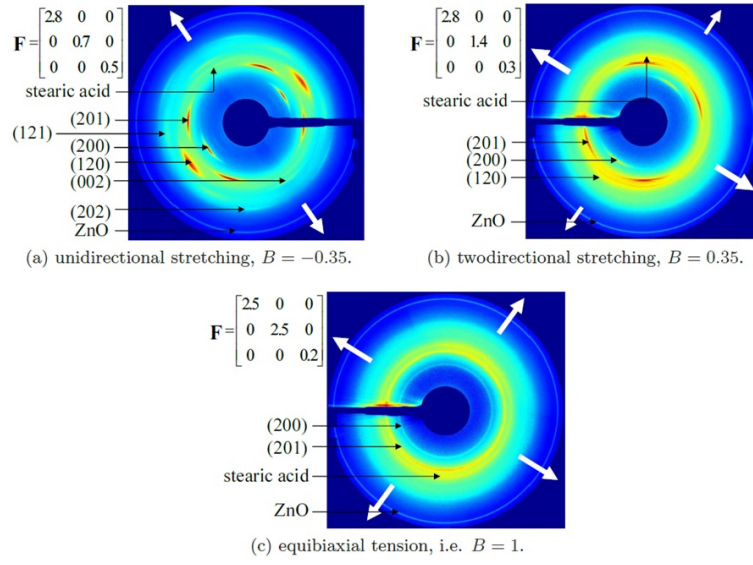 F = [2.8 0 0
0 0.7 0
0 0 0.5]
stearic acid
(201)
(121)
(200)
(120)
(002)
(202)
ZnO
(a) unidirectional stretching, B = −0.35.
F = [2.8 0 0
0 1.4 0
0 0 0.3]
stearic acid
(201)
(200)
(120)
ZnO
(b) twodirectional stretching, B = 0.35.
F = [2.5 0 0
0 2.5 0
0 0 0.2]
(200)
(201)
stearic acid
ZnO
(c) equibiaxial tension, i.e. B = 1.